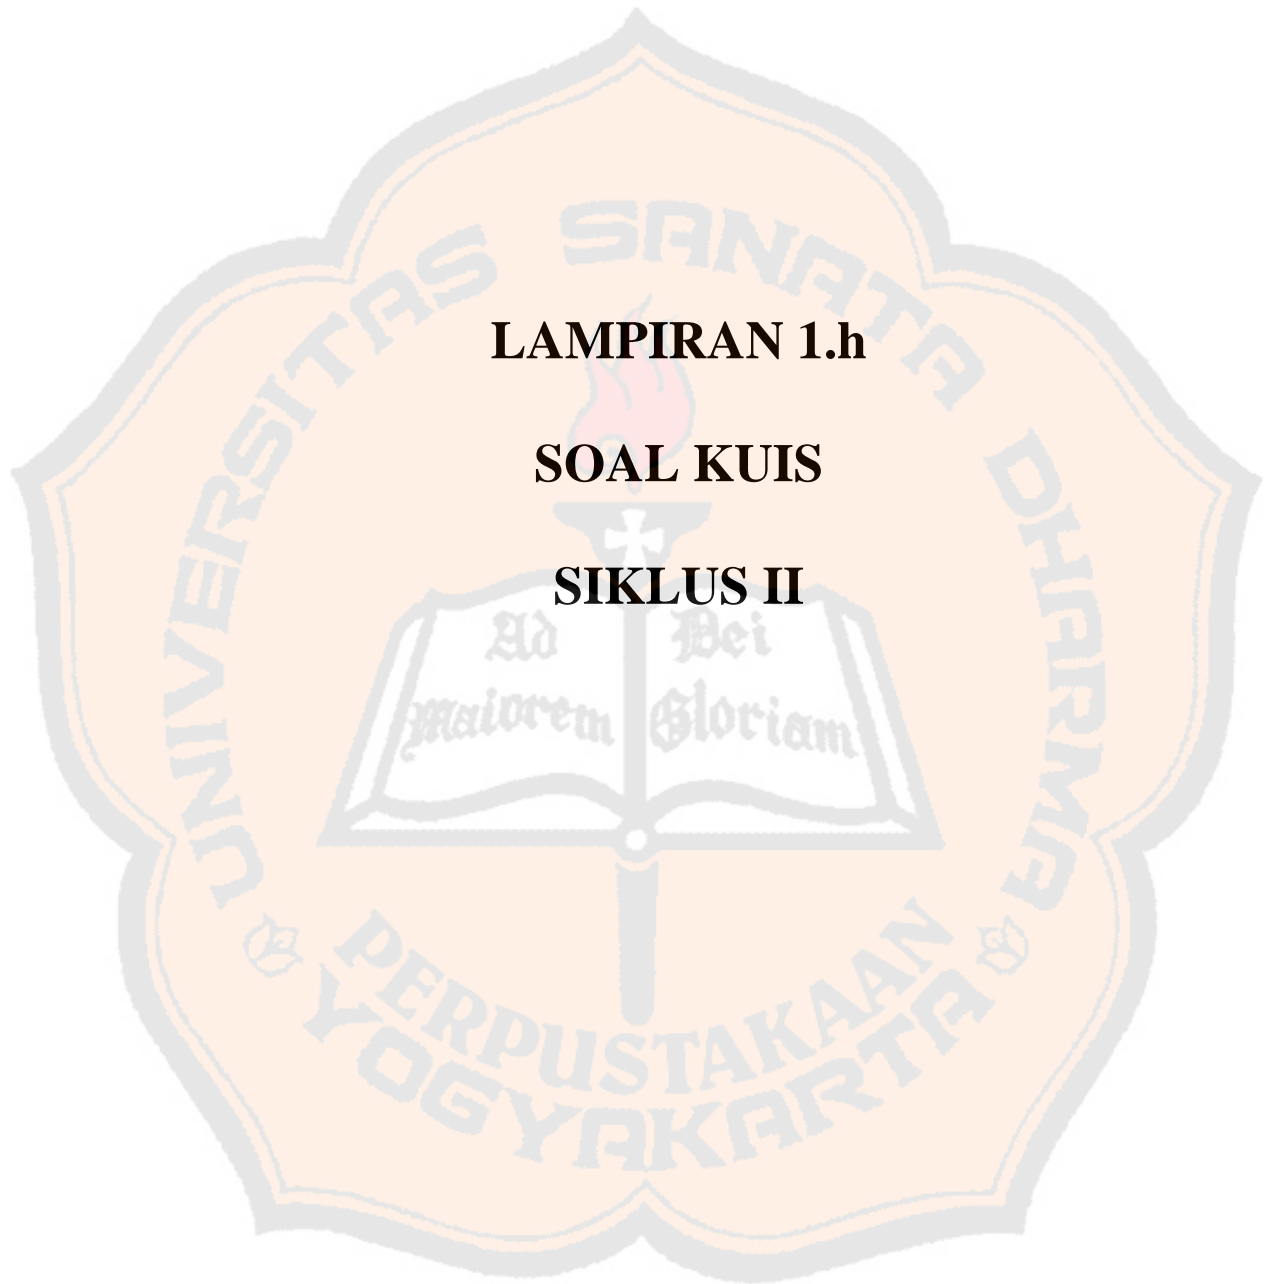 UNIVERSITAS SANATA DHARMA
LAMPIRAN 1.h
SOAL KUIS
SIKLUS II
Ad Dei
Maiorem Gloriam
PERPUSTAKAAN
YOGYAKARTA